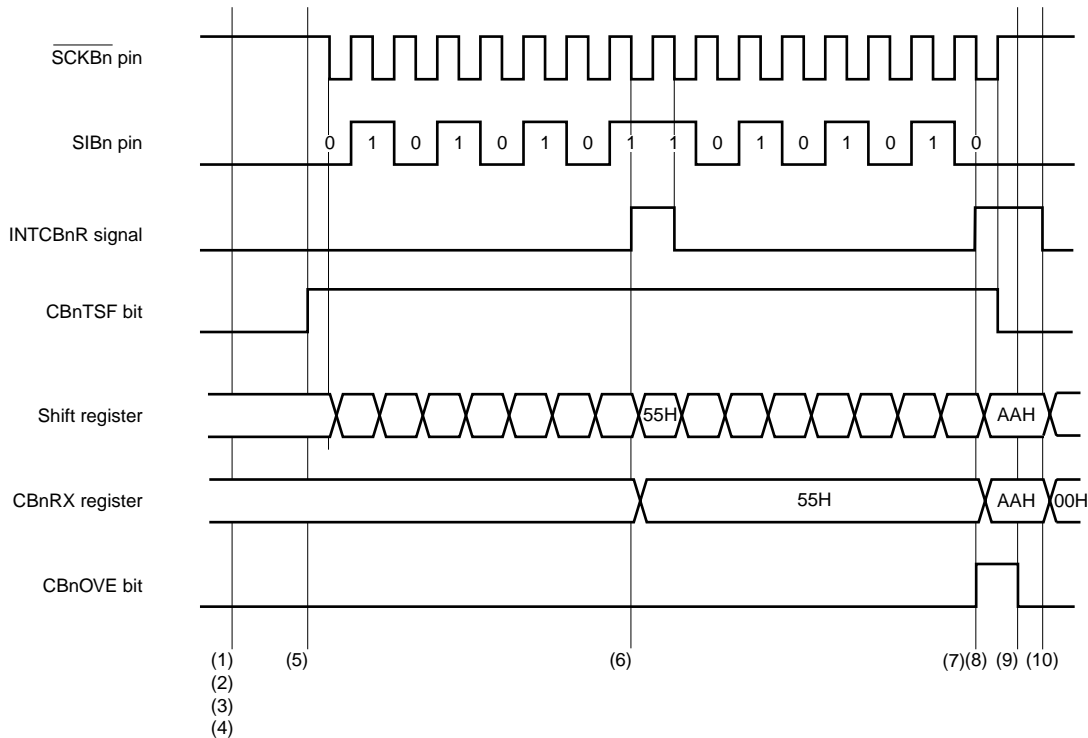 SCKBn pin
SIBn pin
0 1 0 1 0 1 0 1 1 0 1 0 1 0 1 0
INTCBnR signal
CBnTSF bit
Shift register
55H
AAH
CBnRX register
55H
AAH
00H
CBnOVE bit
(1) (5) (6) (7) (8) (9) (10)
(2)
(3)
(4)